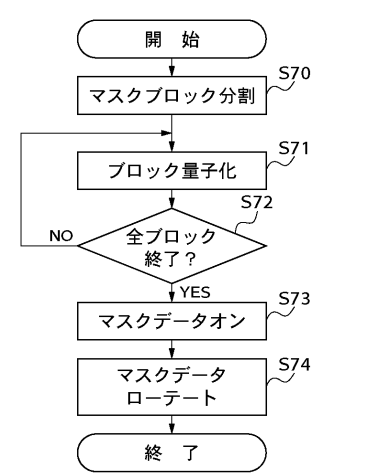 開 始
S70
マスクブロック分割
S71
ブロック量子化
S72
全ブロック
終了？
NO
YES
S73
マスクデータオン
S74
マスクデータ
ローテート
終 了